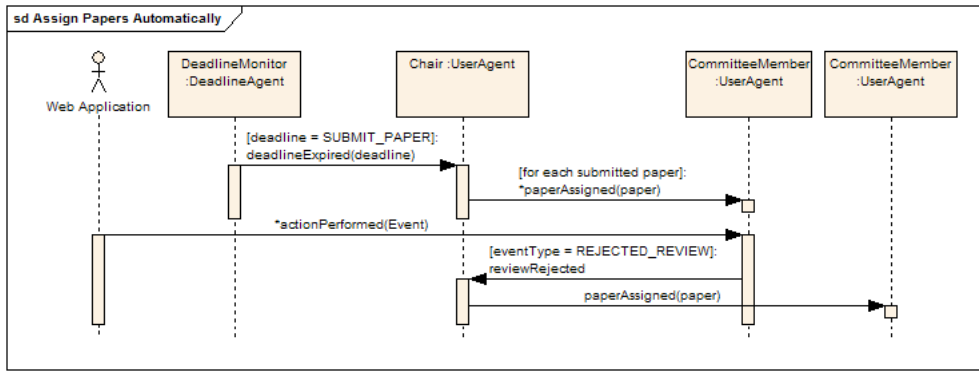 sd Assign Papers Automatically
Web Application
DeadlineMonitor
:DeadlineAgent
Chair :UserAgent
CommitteeMember
:UserAgent
CommitteeMember
:UserAgent
[deadline = SUBMIT_PAPER]:
deadlineExpired(deadline)
[for each submitted paper]:
*paperAssigned(paper)
*actionPerformed(Event)
[eventType = REJECTED_REVIEW]:
reviewRejected
paperAssigned(paper)